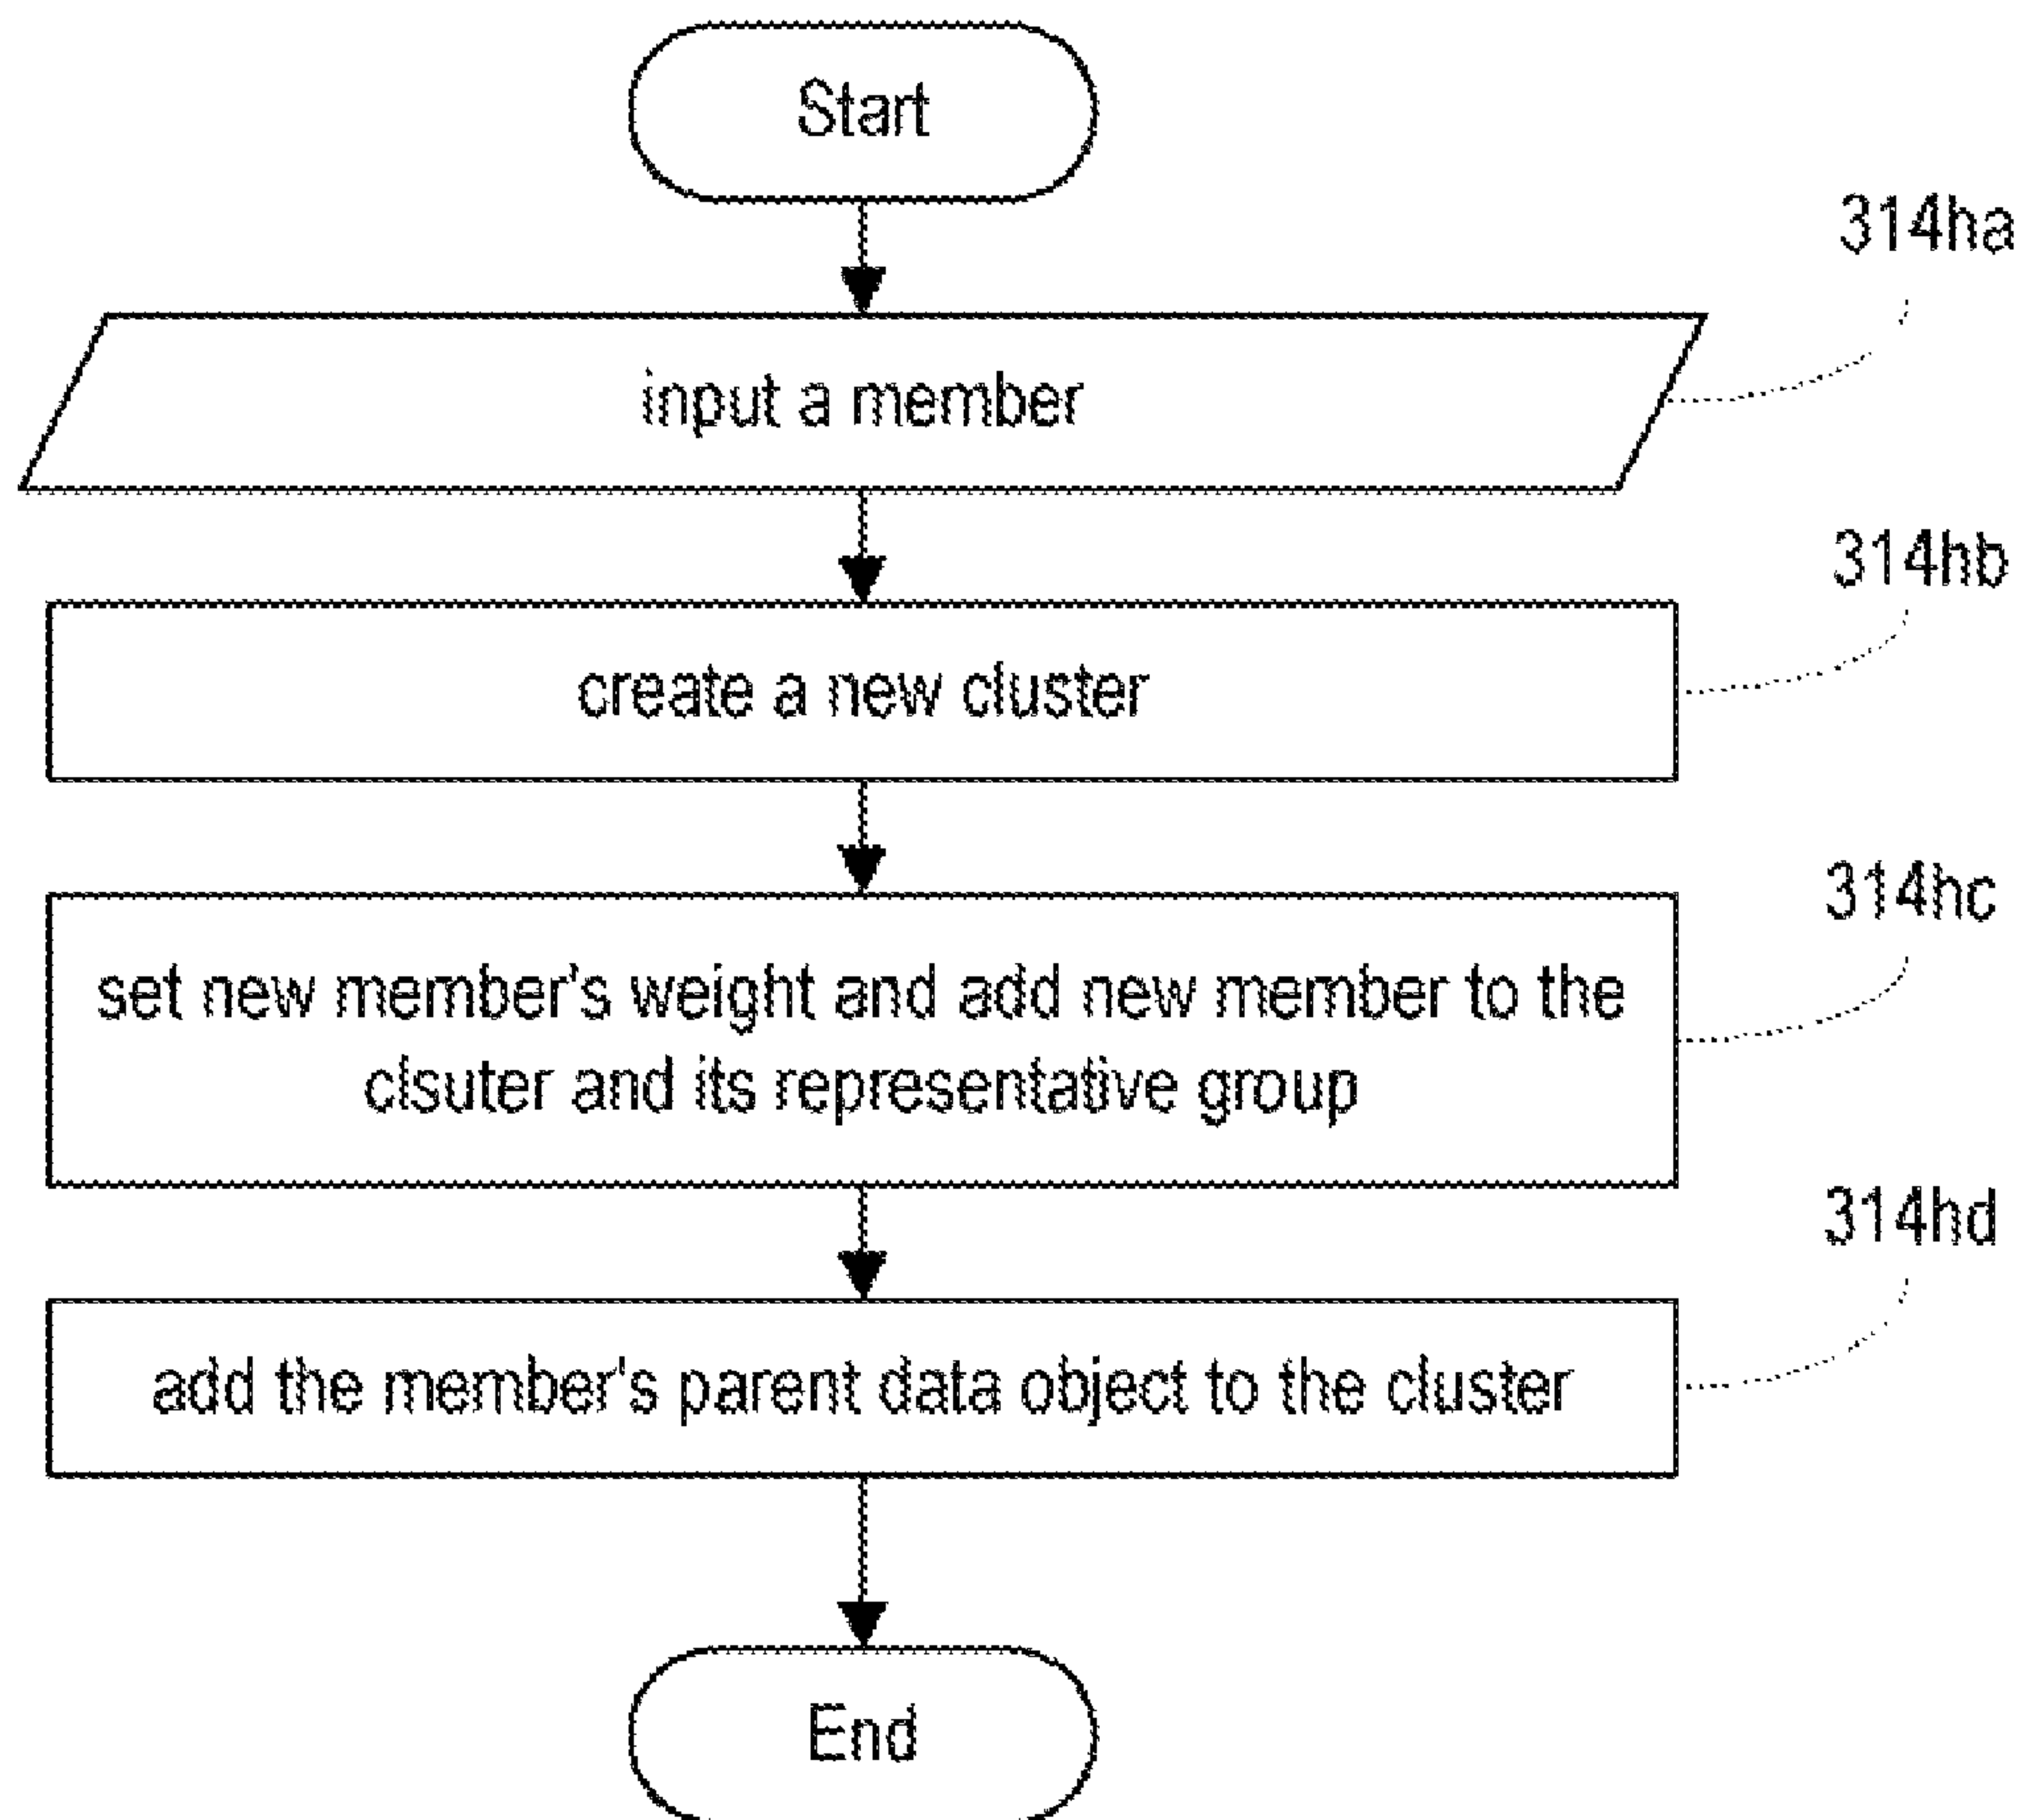 Start
314ha
input a member
314hb
create a new cluster
314hc
set new member's weight and add new member to the
clsuter and its representative group
314hd
add the member's parent data object to the cluster
End